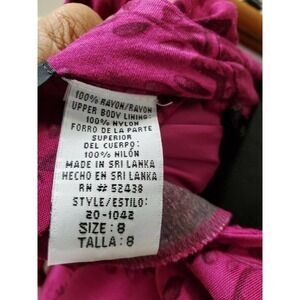 100% RAYON/RAYON
UPPER BODY LINING:
100% NYLON
FORRO DE LA PARTE
SUPERIOR
DEL CUERPO:
100% NILÓN
MADE IN SRI LANKA
HECHO EN SRI LANKA
RN # 52438
STYLE/ESTILO:
20-1042
SIZE: 8
TALLA: 8